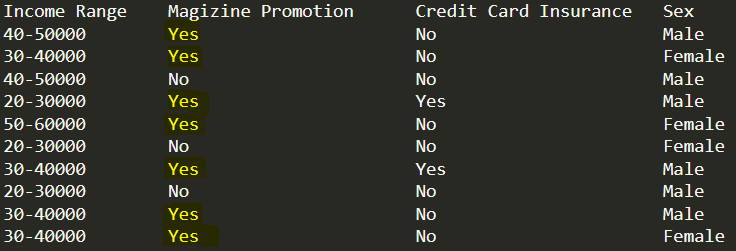 Income Range Magizine Promotion Credit Card Insurance Sex
40-50000 Yes No Male
30-40000 Yes No Female
40-50000 No No Male
20-30000 Yes Yes Male
50-60000 Yes No Female
20-30000 No No Female
30-40000 Yes Yes Male
20-30000 No No Male
30-40000 Yes No Male
30-40000 Yes No Female